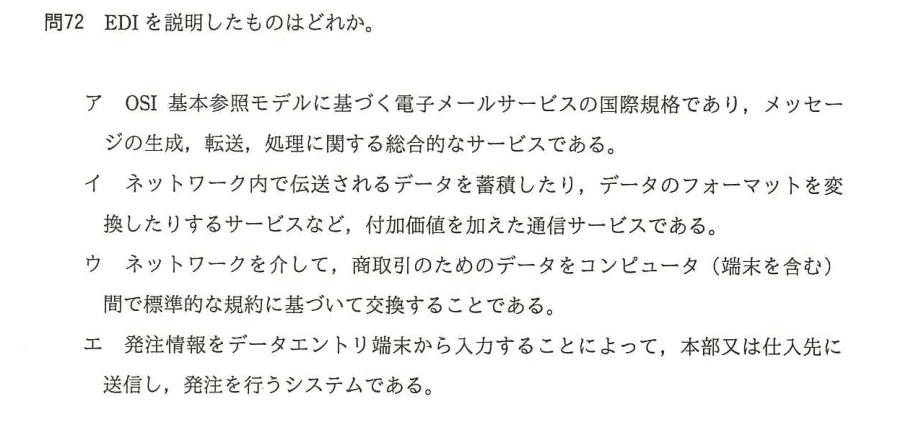 問72 EDIを説明したものはどれか。
ア OSI 基本参照モデルに基づく電子メールサービスの国際規格であり，メッセー
ジの生成，転送，処理に関する総合的なサービスである。
イ ネットワーク内で伝送されるデータを蓄積したり，データのフォーマットを変
換したりするサービスなど，付加価値を加えた通信サービスである。
ウ ネットワークを介して，商取引のためのデータをコンピュータ（端末を含む）
間で標準的な規約に基づいて交換することである。
エ 発注情報をデータエントリ端末から入力することによって，本部又は仕入先に
送信し，発注を行うシステムである。